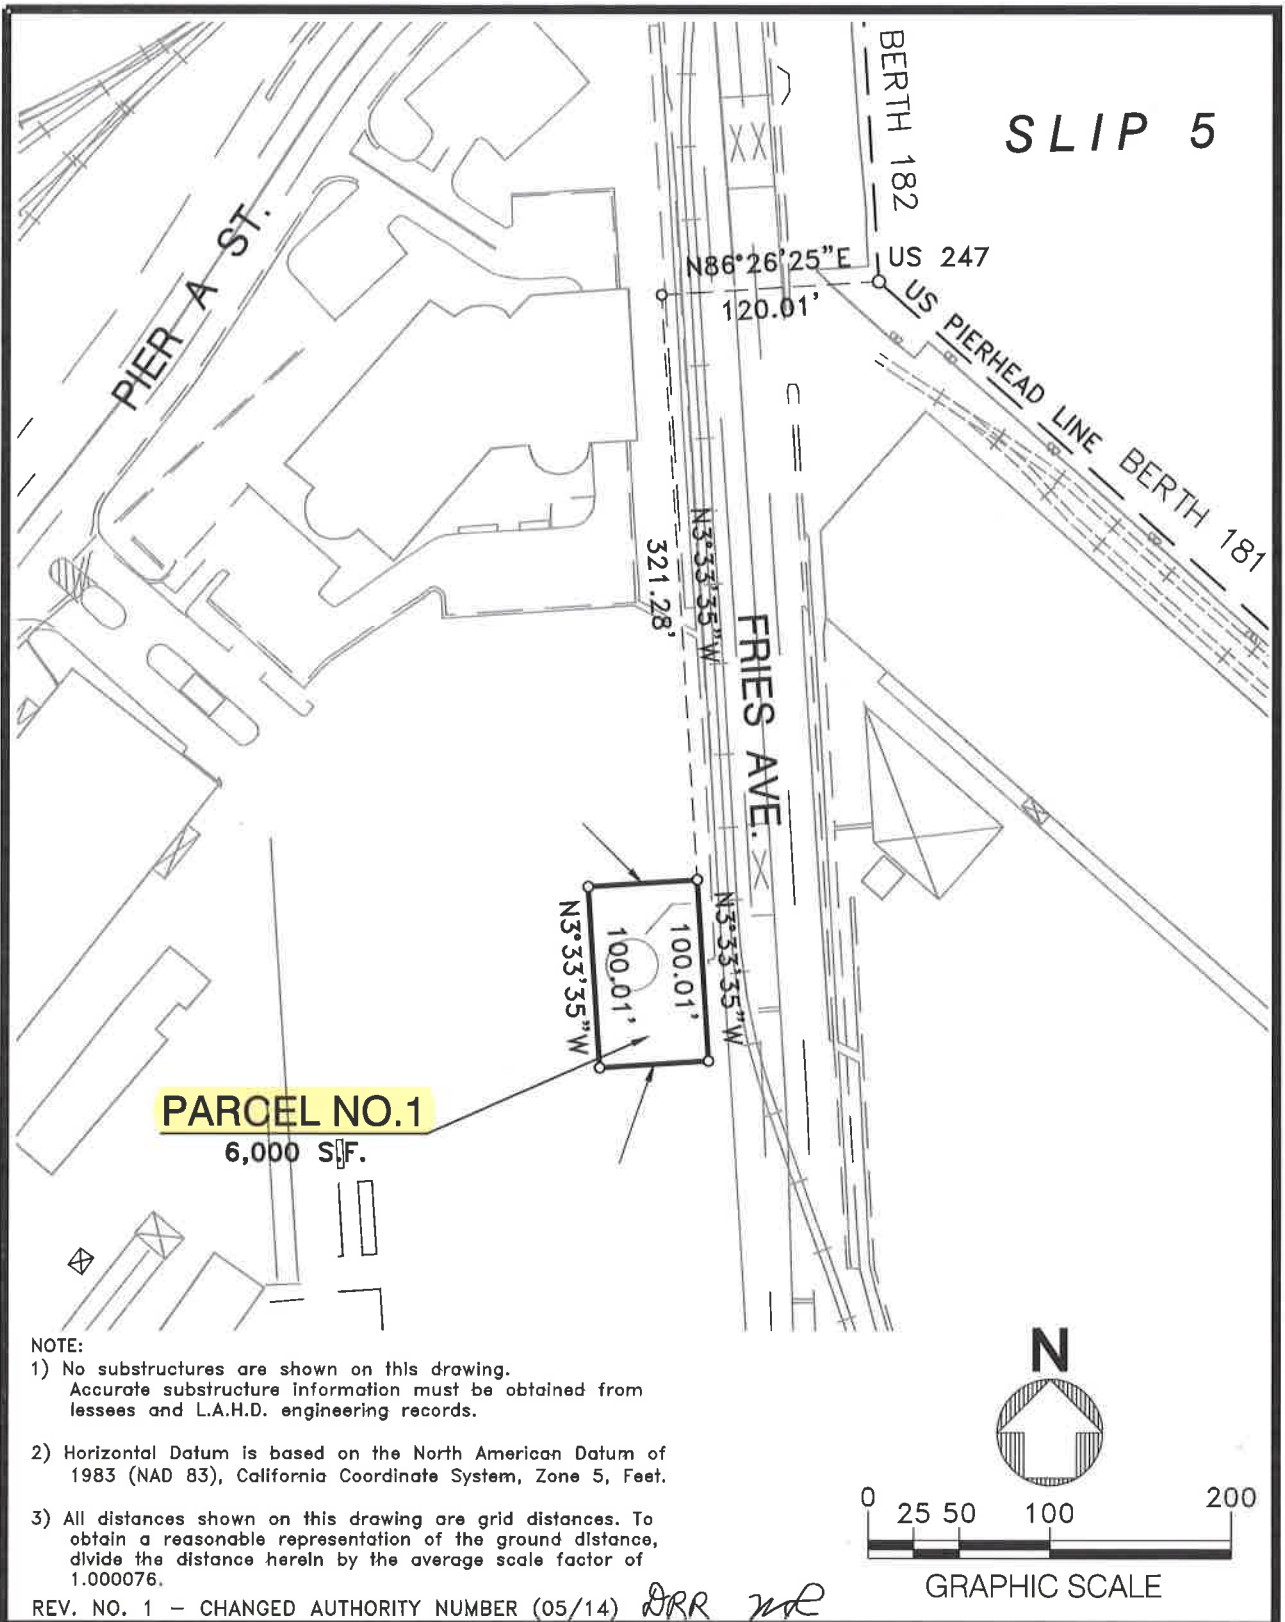 BERTH 182
SLIP 5
PIER A ST.
N86°26'25"E
US 247
120.01'
US PIERHEAD LINE
BERTH 181
N3°33'35"W
321.28'
FRIES AVE.
N3°33'35"W
100.01'
100.01'
N3°33'35"W
PARCEL NO.1
6,000 S.F.
NOTE:
1) No substructures are shown on this drawing.
Accurate substructure information must be obtained from
lessees and L.A.H.D. engineering records.
2) Horizontal Datum is based on the North American Datum of
1983 (NAD 83), California Coordinate System, Zone 5, Feet.
3) All distances shown on this drawing are grid distances. To
obtain a reasonable representation of the ground distance,
divide the distance herein by the average scale factor of
1.000076.
REV. NO. 1 – CHANGED AUTHORITY NUMBER (05/14) DRR
N
0 25 50 100 200
GRAPHIC SCALE